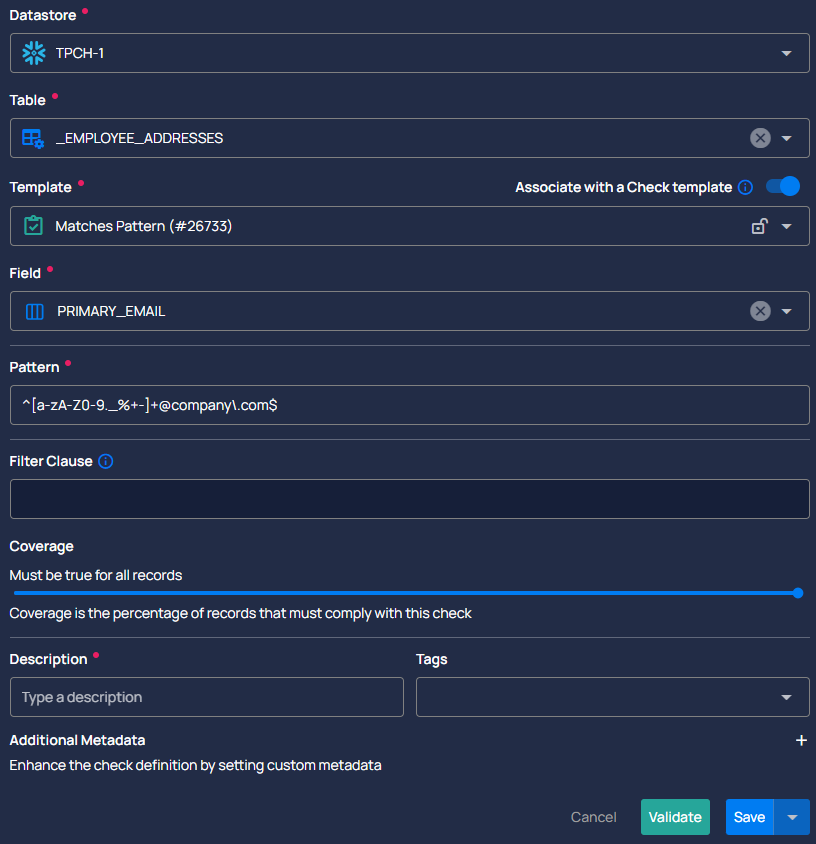 Datastore
TPCH-1
Table
_EMPLOYEE_ADDRESSES
Template
Associate with a Check template
Matches Pattern (#26733)
Field
PRIMARY_EMAIL
Pattern
^[a-zA-Z0-9._%+-]+@company\.com$
Filter Clause
Coverage
Must be true for all records
Coverage is the percentage of records that must comply with this check
Description
Tags
Type a description
Additional Metadata
Enhance the check definition by setting custom metadata
Cancel
Validate
Save